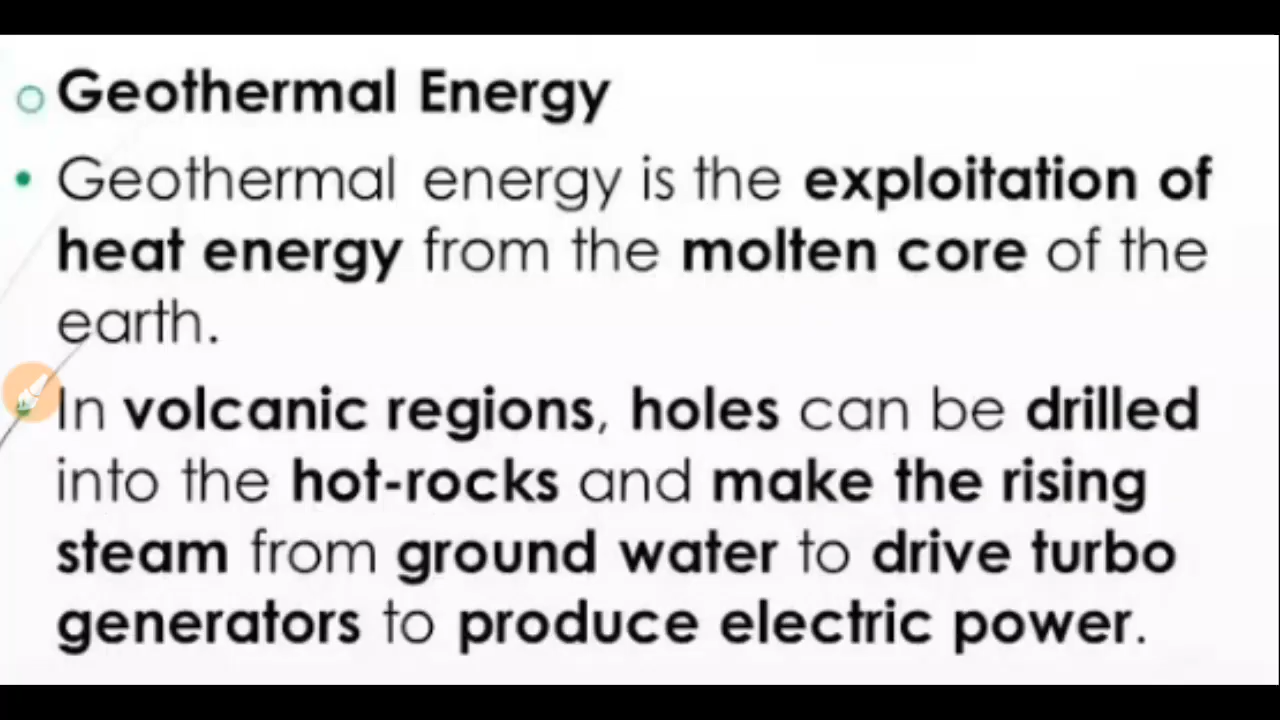 Geothermal Energy
Geothermal energy is the exploitation of
heat energy from the molten core of the
earth.
In volcanic regions, holes can be drilled
into the hot-rocks and make the rising
steam from ground water to drive turbo
generators to produce electric power.